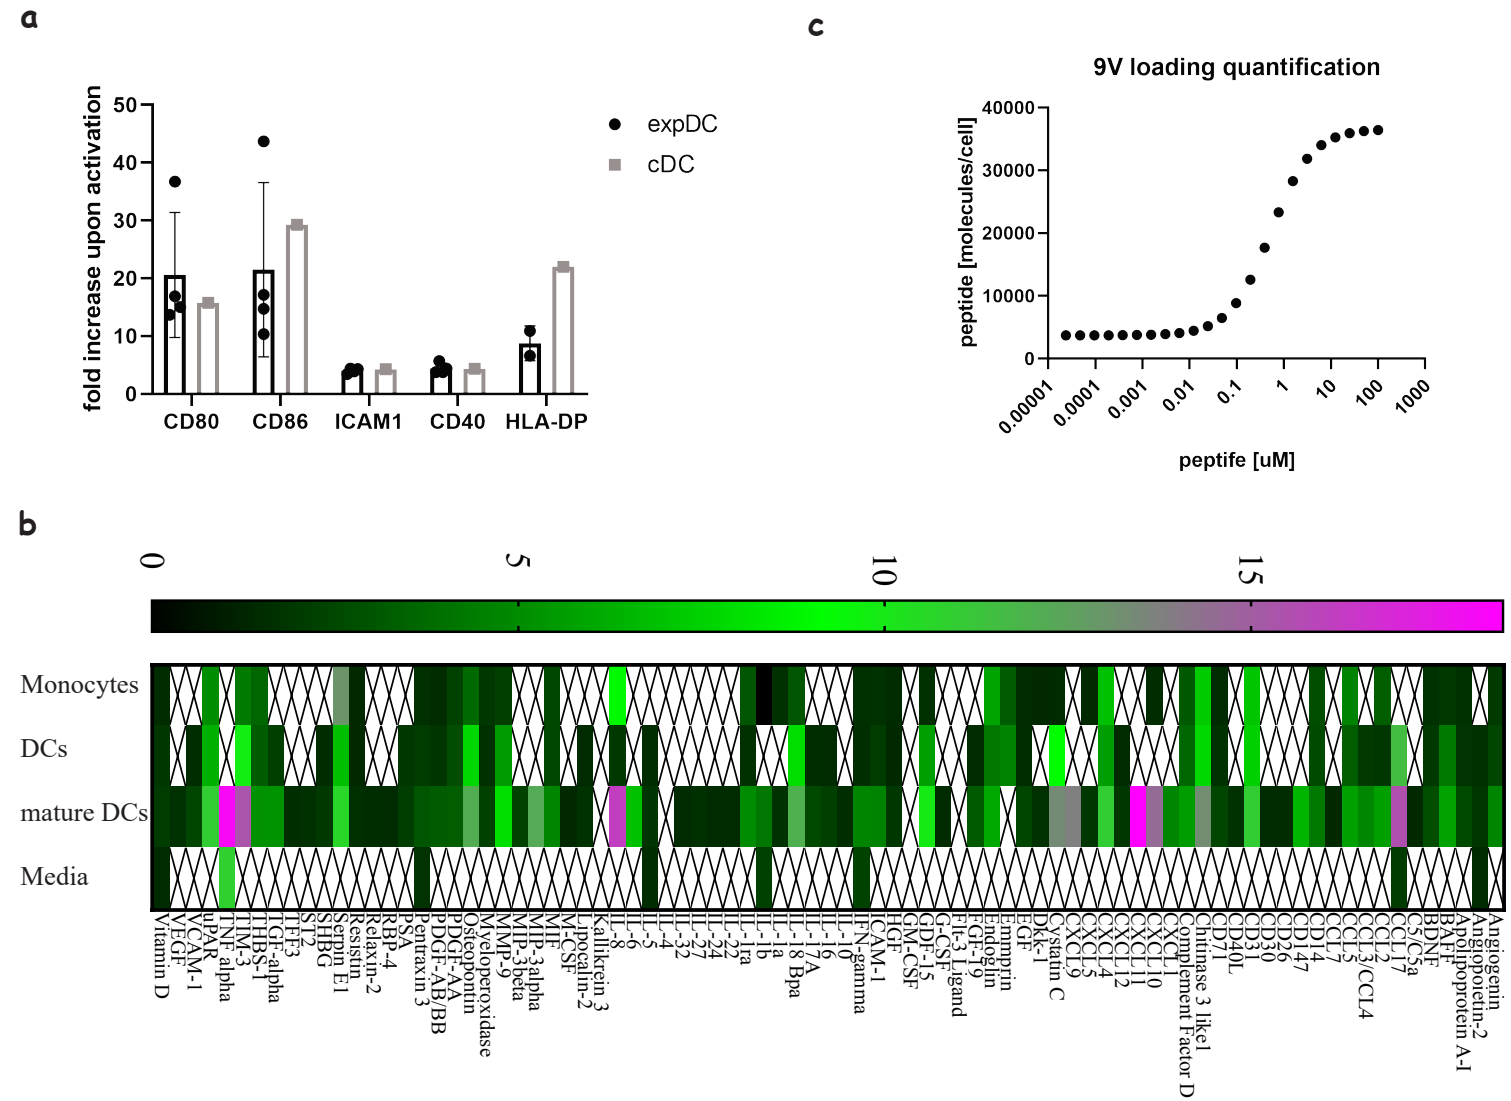 a
fold increase upon activation
50
40
30
20
10
0
CD80 CD86 ICAM1 CD40 HLA-DP
expDC
cDC
c
9V loading quantification
peptide [molecules/cell]
40000
30000
20000
10000
0
0.00001 0.0001 0.001 0.01 0.1 1 10 100 1000
peptife [uM]
b
0 5 10 15
Monocytes
DCs
mature DCs
Media
Vitamin D
VEGF
VCAM-1
uPAR
TNF alpha
TIM-3
THBS-1
TGF-alpha
TFF3
ST2
SHBG
Serpin E1
Resistin
Relaxin-2
RBP-4
PSA
Pentraxin 3
PDGF-AB/BB
PDGF-AA
Osteopontin
Myeloperoxidase
MMP-9
MIP-3beta
MIP-3alpha
MIF
M-CSF
Lipocalin-2
Kallikrein 3
IL-8
IL-6
IL-5
IL-4
IL-32
IL-27
IL-24
IL-22
IL-1ra
IL-1b
IL-1a
IL-18 Bpa
IL-17A
IL-16
IL-10
IFN-gamma
ICAM-1
HGF
GM-CSF
GDF-15
G-CSF
Flt-3 Ligand
FGF-19
Endoglin
Emmprin
EGF
Dkk-1
Cystatin C
CXCL9
CXCL5
CXCL4
CXCL12
CXCL11
CXCL10
CXCL1
Complement Factor D
Chitinase 3 like1
CD71
CD40L
CD31
CD30
CD26
CD147
CD14
CCL7
CCL5
CCL3/CCL4
CCL2
CCL17
C5/C5a
BDNF
BAFF
Apolipoprotein A-I
Angiopoietin-2
Angiogenin